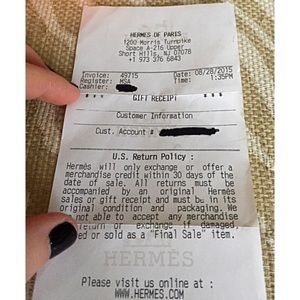 HERMES OF PARIS
1200 Morris Turnpike
Space A-216 Upper
Short Hills, NJ 07078
+1 973 376 6843
Invoice: 49715 Date: 08/28/2015
Register: MSA Time: 1:35PM
Cashier:
*** GIFT RECEIPT ***
Customer Information
Cust. Account #
U.S. Return Policy :
Hermès will only exchange or offer a
merchandise credit within 30 days of the
date of sale. All returns must be
accompanied by an original Hermès
sales or gift receipt and must be in its
original condition and packaging. We
not able to accept any merchandise
return or exchange if worn, damaged,
or sold as a "Final Sale" item.
HERMÈS
Please visit us online at :
WWW.HERMES.COM